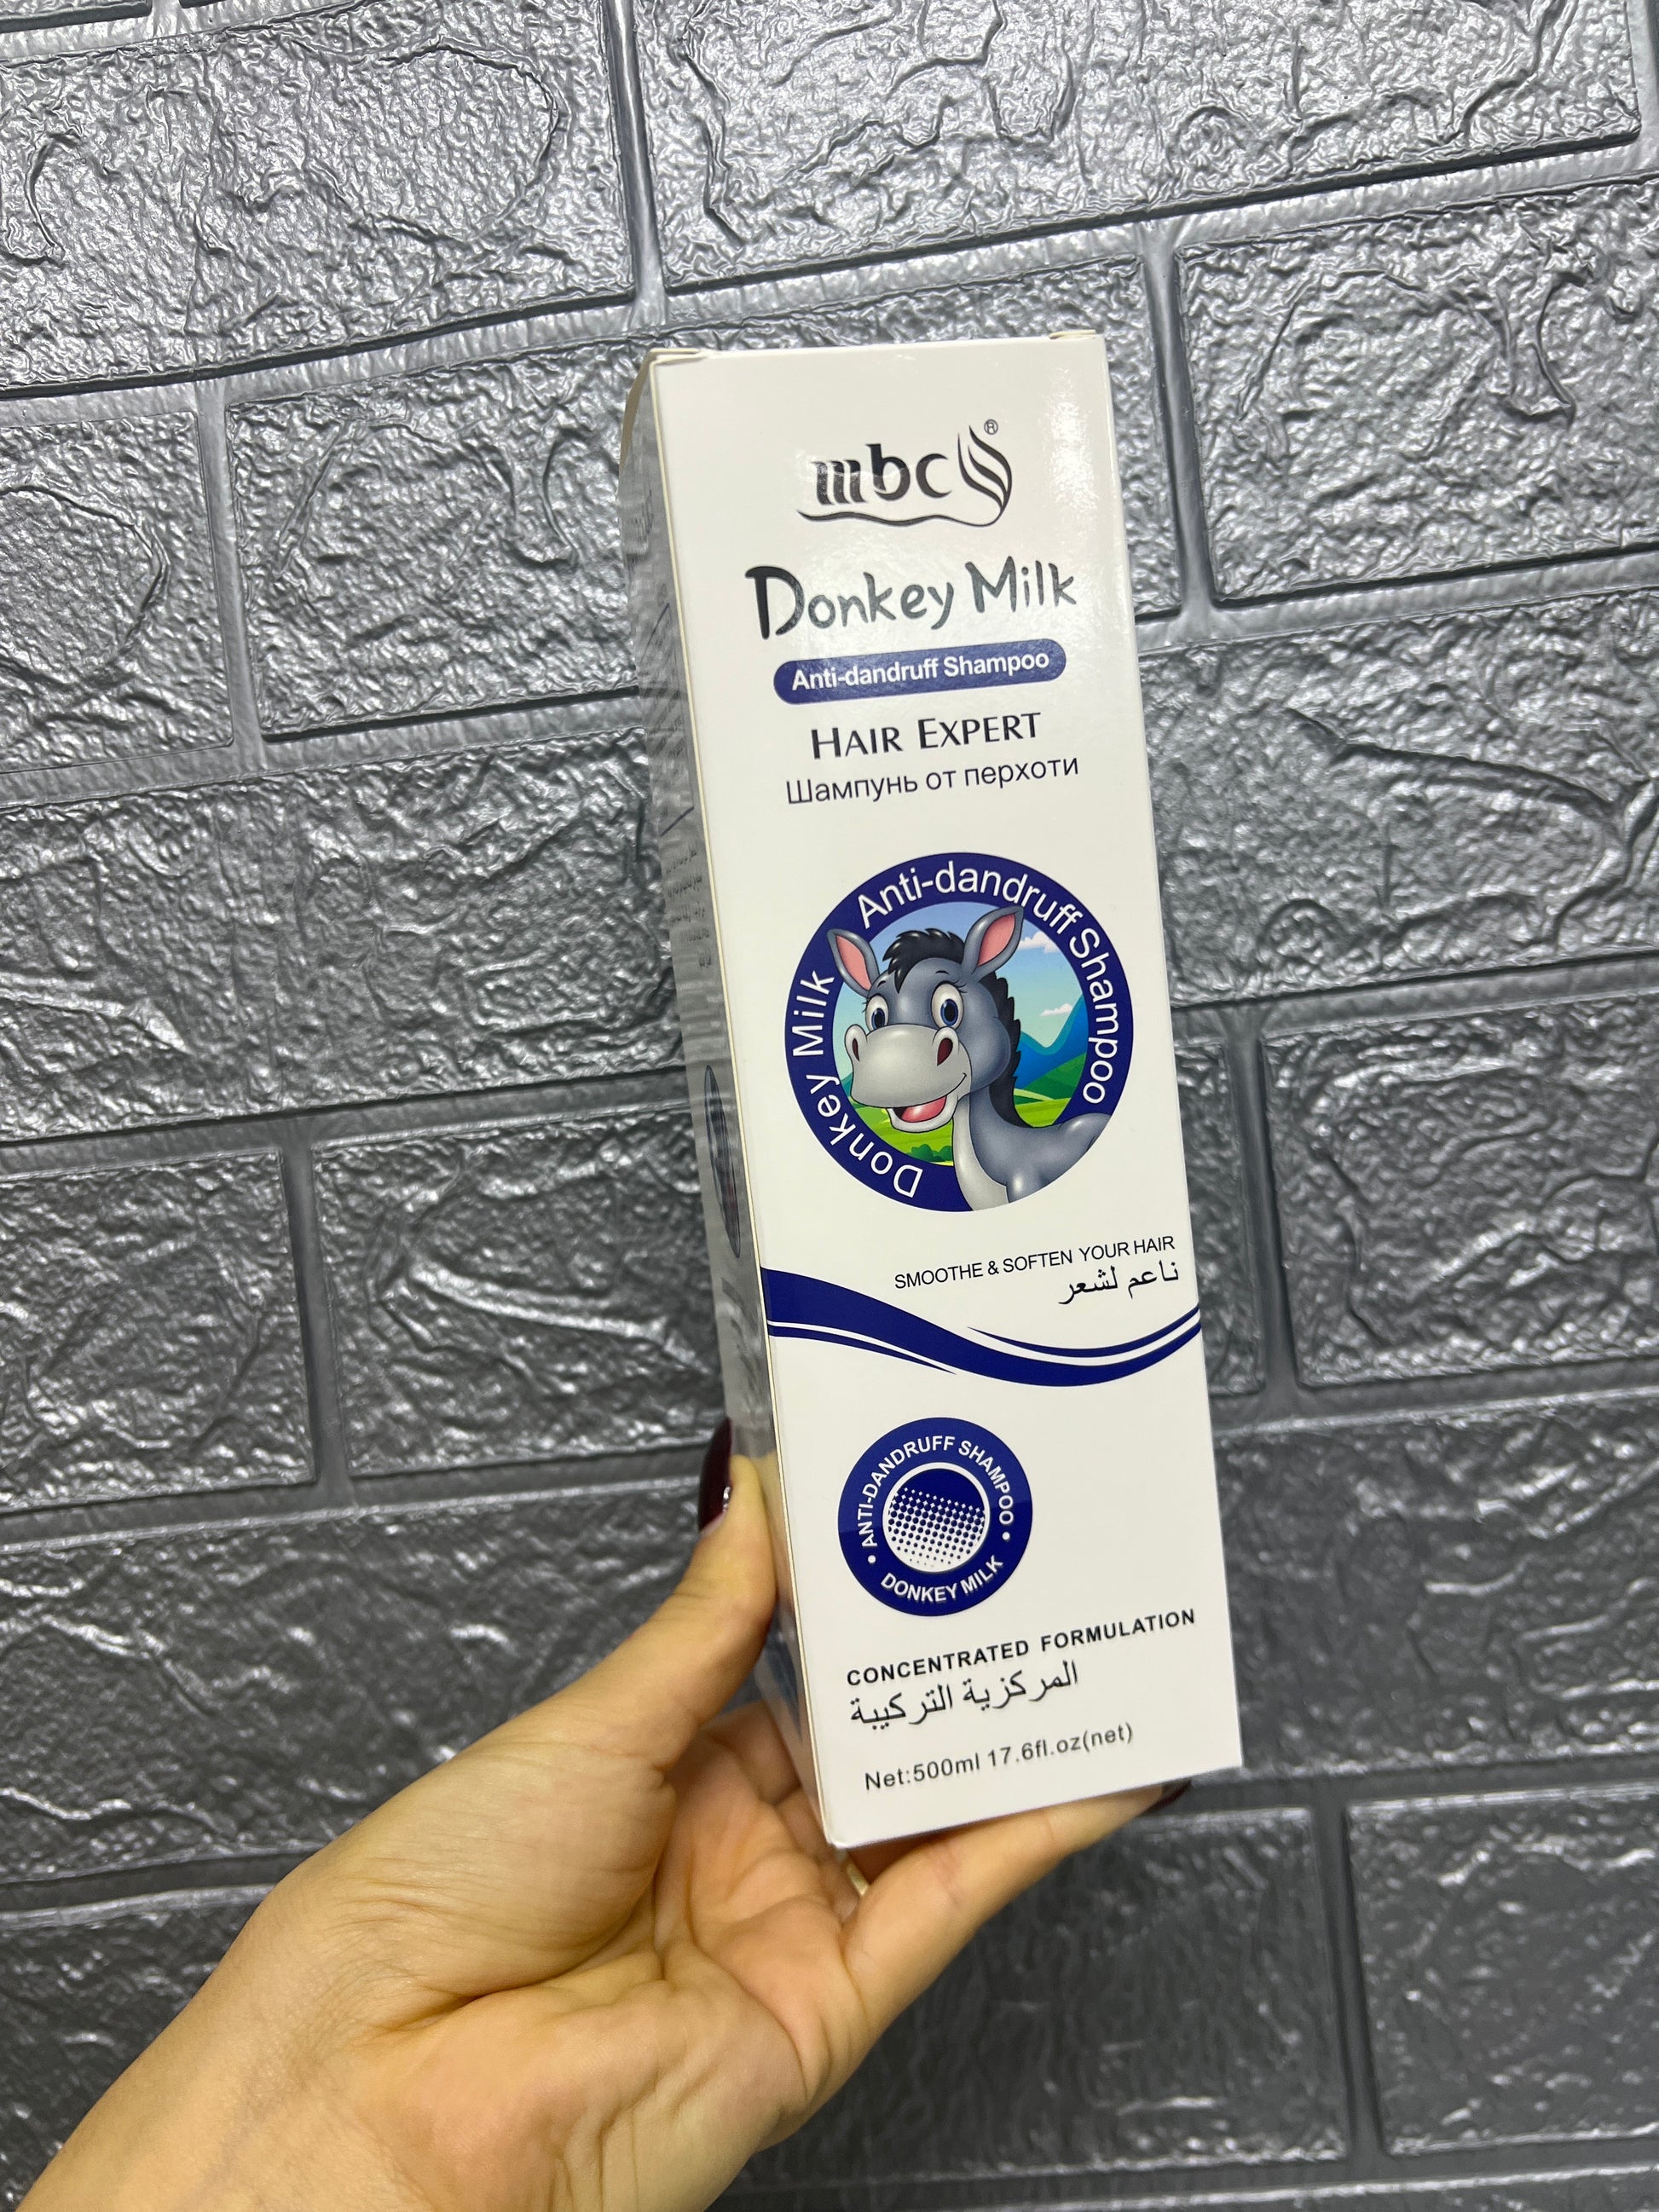 mbc®
Donkey Milk
Anti-dandruff Shampoo
HAIR EXPERT
Шампунь от перхоти
Donkey Milk Anti-dandruff Shampoo
SMOOTHE & SOFTEN YOUR HAIR
ناعم لشعر
• ANTI-DANDRUFF SHAMPOO •
DONKEY MILK
CONCENTRATED FORMULATION
المركزية التركيبة
Net:500ml 17.6fl.oz(net)